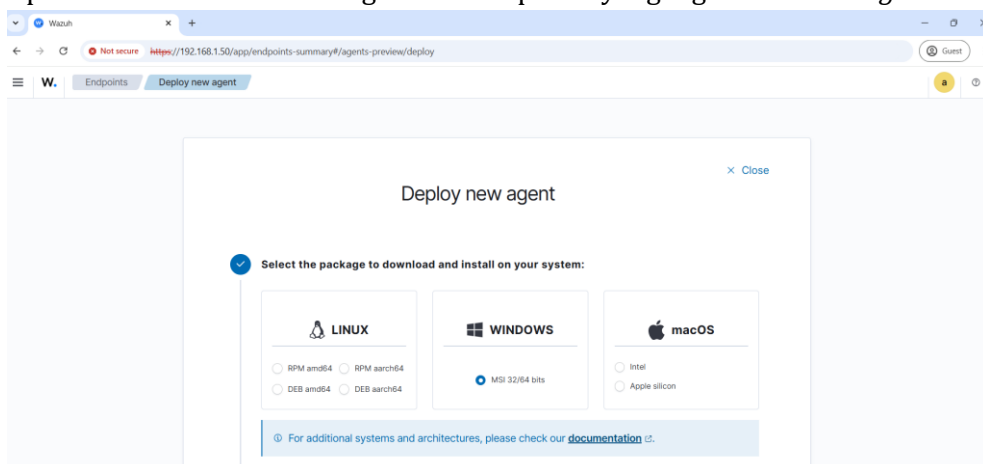 Wazuh
Not secure https://192.168.1.50/app/endpoints-summary#/agents-preview/deploy Guest
W. Endpoints Deploy new agent a
Close
Deploy new agent
Select the package to download and install on your system:
LINUX WINDOWS macOS
RPM amd64 RPM aarch64 MSI 32/64 bits Intel
DEB amd64 DEB aarch64 Apple silicon
For additional systems and architectures, please check our documentation.